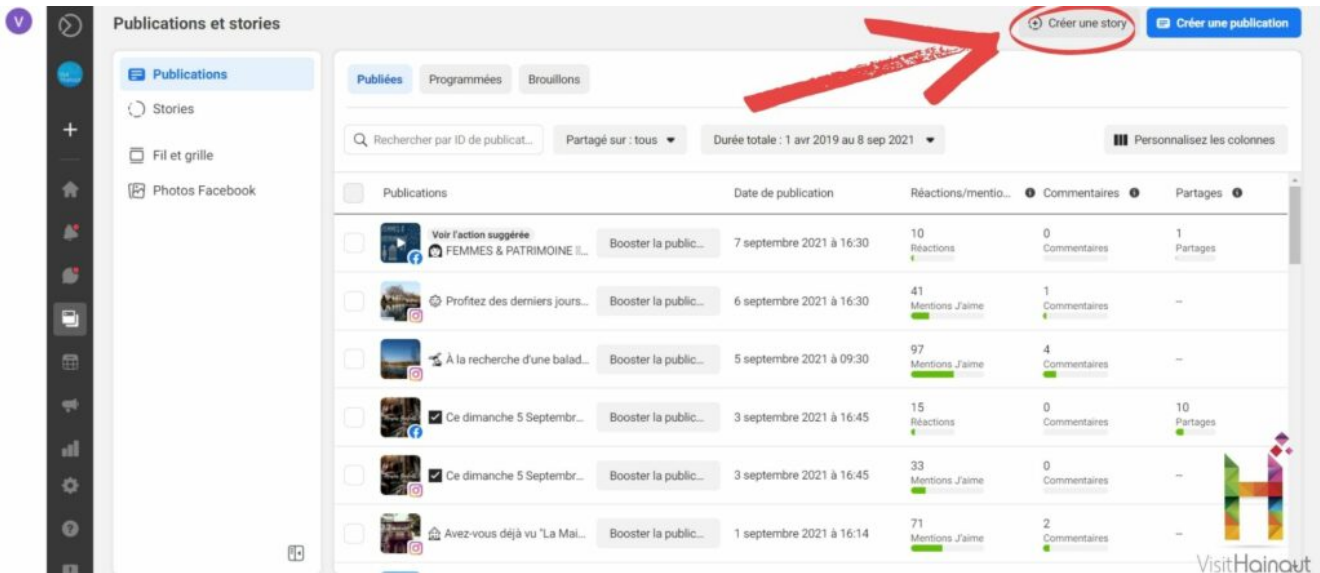 V
Publications et stories
Créer une story
Créer une publication
Publications
Stories
Fil et grille
Photos Facebook
Publiées Programmées Brouillons
Rechercher par ID de publicat... Partagé sur : tous Durée totale : 1 avr 2019 au 8 sep 2021 Personnalisez les colonnes
Publications Date de publication Réactions/mentio... Commentaires Partages
Voir l'action suggérée
FEMMES & PATRIMOINE Booster la public... 7 septembre 2021 à 16:30 10 Réactions 0 Commentaires 1 Partages
Profitez des derniers jours... Booster la public... 6 septembre 2021 à 16:30 41 Mentions J'aime 1 Commentaires --
À la recherche d'une balad... Booster la public... 5 septembre 2021 à 09:30 97 Mentions J'aime 4 Commentaires --
Ce dimanche 5 Septembr... Booster la public... 3 septembre 2021 à 16:45 15 Réactions 0 Commentaires 10 Partages
Ce dimanche 5 Septembr... Booster la public... 3 septembre 2021 à 16:45 33 Mentions J'aime 0 Commentaires --
Avez-vous déjà vu "La Mai... Booster la public... 1 septembre 2021 à 16:14 71 Mentions J'aime 2 Commentaires --
VisitHainaut